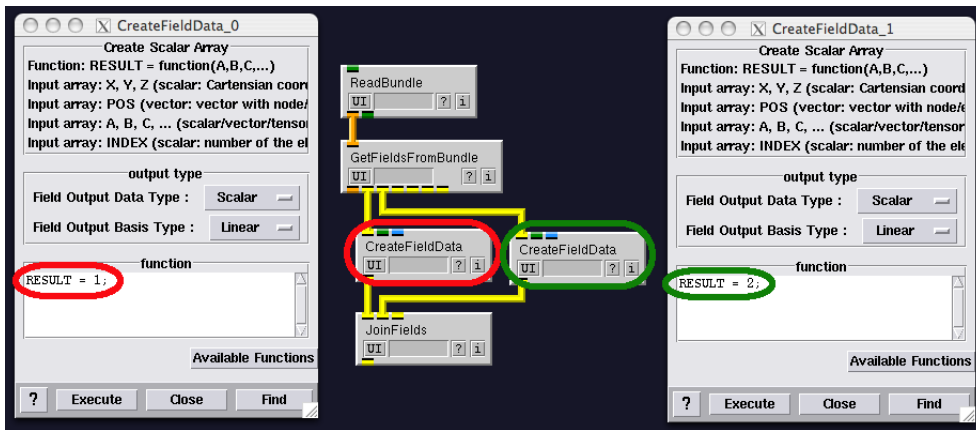 CreateFieldData_0
Create Scalar Array
Function: RESULT = function(A,B,C,...)
Input array: X, Y, Z (scalar: Cartensian coor
Input array: POS (vector: vector with node/
Input array: A, B, C, ... (scalar/vector/tensor
Input array: INDEX (scalar: number of the el
output type
Field Output Data Type : Scalar
Field Output Basis Type : Linear
function
RESULT = 1;
Available Functions
? Execute Close Find
ReadBundle
UI ? i
GetFieldsFromBundle
UI ? i
CreateFieldData
UI ? i
CreateFieldData
UI ? i
JoinFields
UI ? i
CreateFieldData_1
Create Scalar Array
Function: RESULT = function(A,B,C,...)
Input array: X, Y, Z (scalar: Cartensian coord
Input array: POS (vector: vector with node/e
Input array: A, B, C, ... (scalar/vector/tensor
Input array: INDEX (scalar: number of the ele
output type
Field Output Data Type : Scalar
Field Output Basis Type : Linear
function
RESULT = 2;
Available Functions
? Execute Close Find